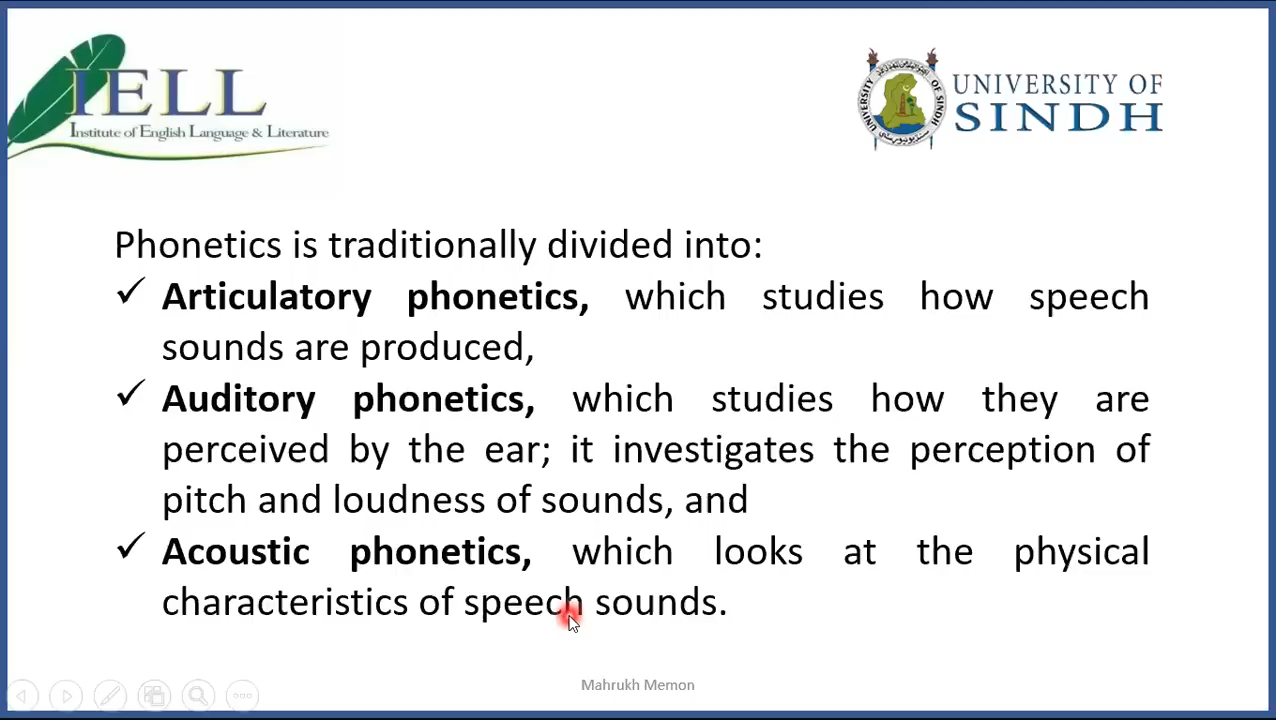 IELL
Institute of English Language & Literature
UNIVERSITY OF
SINDH
Phonetics is traditionally divided into:
✓ Articulatory phonetics, which studies how speech
sounds are produced,
✓ Auditory phonetics, which studies how they are
perceived by the ear; it investigates the perception of
pitch and loudness of sounds, and
✓ Acoustic phonetics, which looks at the physical
characteristics of speech sounds.
Mahrukh Memon